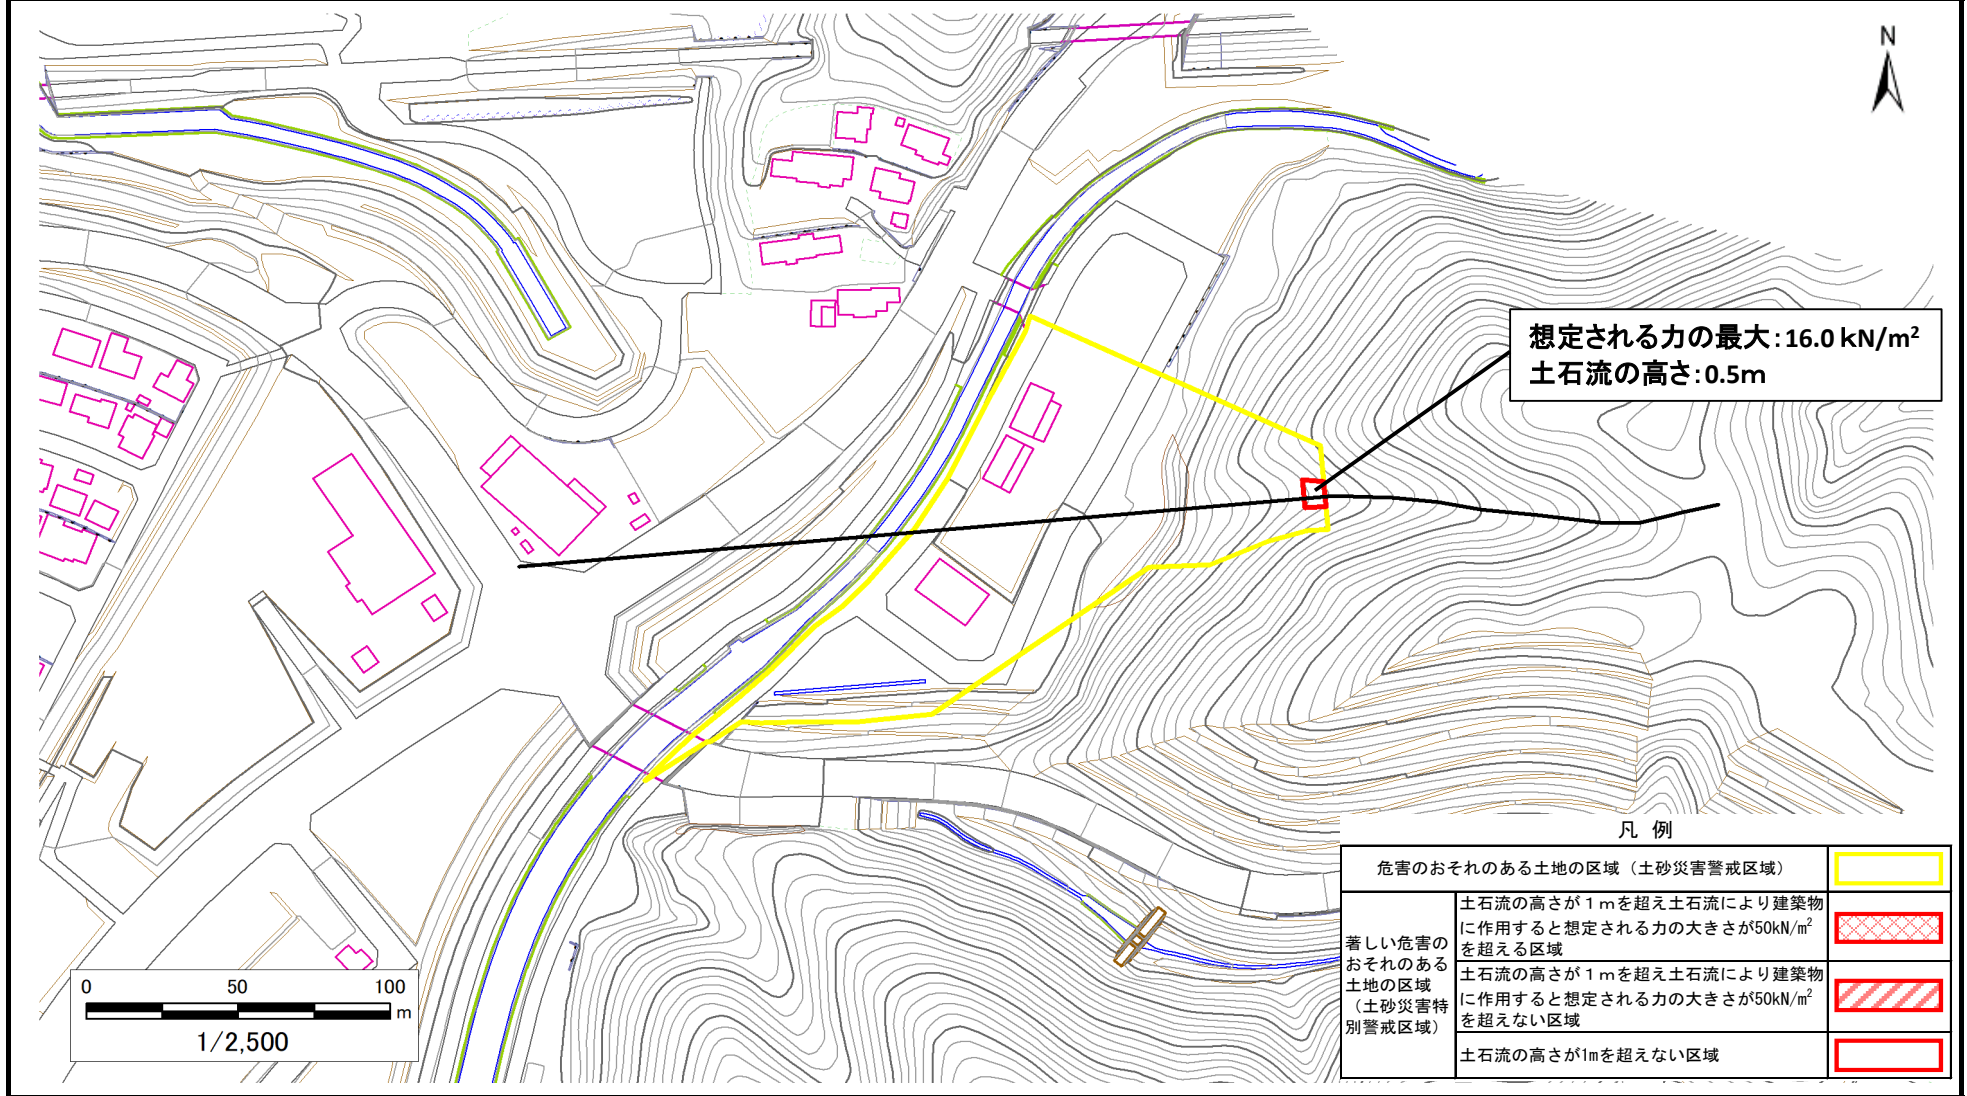 N
想定される力の最大:16.0 kN/m²
土石流の高さ:0.5m
0 50 100
m
1/2,500
凡 例
危害のおそれのある土地の区域（土砂災害警戒区域）
著しい危害の
おそれのある
土地の区域
（土砂災害特
別警戒区域）
土石流の高さが１ｍを超え土石流により建築物
に作用すると想定される力の大きさが50kN/m²
を超える区域
土石流の高さが１ｍを超え土石流により建築物
に作用すると想定される力の大きさが50kN/m²
を超えない区域
土石流の高さが1mを超えない区域